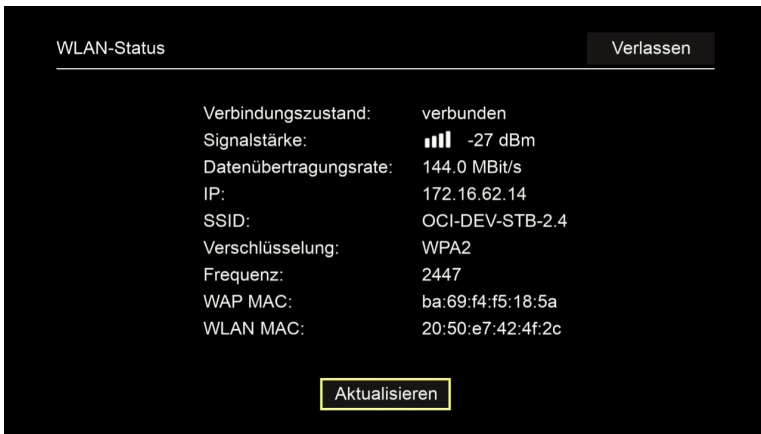 WLAN-Status
Verlassen
Verbindungszustand: verbunden
Signalstärke: -27 dBm
Datenübertragungsrate: 144.0 MBit/s
IP: 172.16.62.14
SSID: OCI-DEV-STB-2.4
Verschlüsselung: WPA2
Frequenz: 2447
WAP MAC: ba:69:f4:f5:18:5a
WLAN MAC: 20:50:e7:42:4f:2c
Aktualisieren